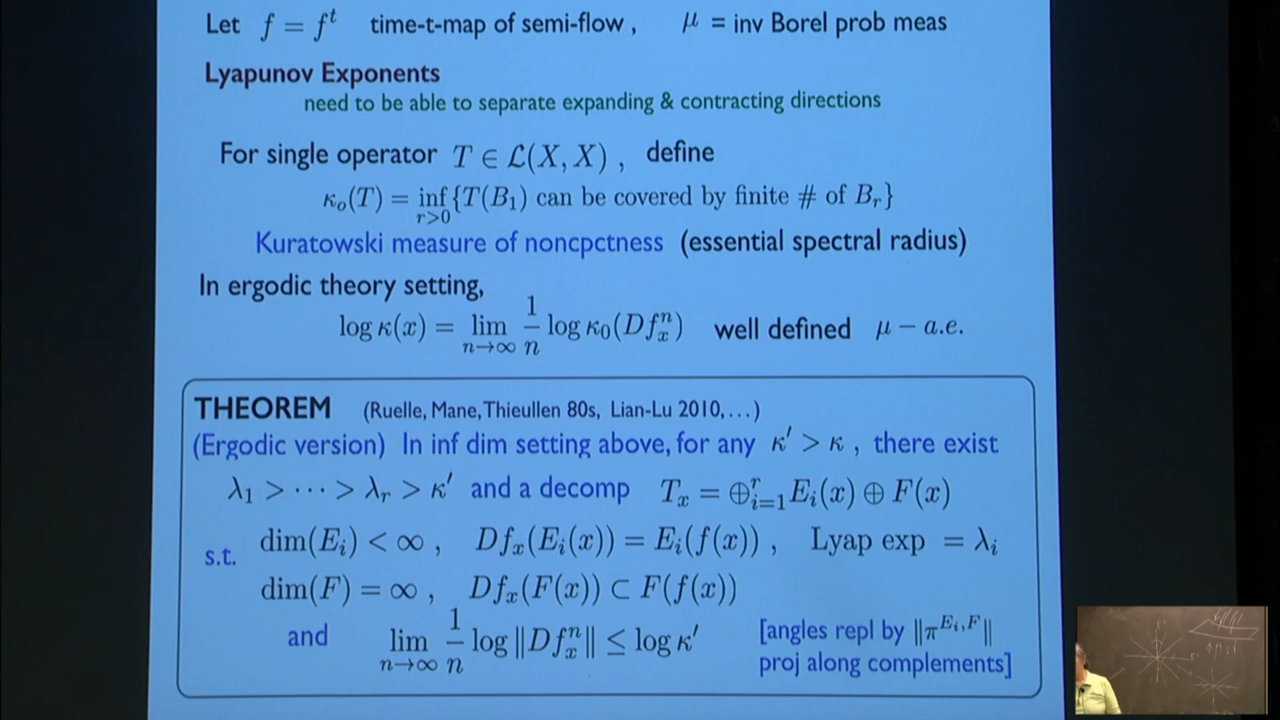 Let f = f^t time-t-map of semi-flow, μ = inv Borel prob meas
Lyapunov Exponents
need to be able to separate expanding & contracting directions
For single operator T ∈ ℒ(X, X), define
κ_o(T) = inf_{r>0}{T(B_1) can be covered by finite # of B_r}
Kuratowski measure of noncpctness (essential spectral radius)
In ergodic theory setting,
log κ(x) = lim_{n→∞} 1/n log κ_0(Df^n_x) well defined μ − a.e.
THEOREM (Ruelle, Mane, Thieullen 80s, Lian-Lu 2010,...)
(Ergodic version) In inf dim setting above, for any κ′ > κ, there exist
λ_1 > ··· > λ_r > κ′ and a decomp T_x = ⊕^r_{i=1} E_i(x) ⊕ F(x)
s.t. dim(E_i) < ∞, Df_x(E_i(x)) = E_i(f(x)), Lyap exp = λ_i
dim(F) = ∞, Df_x(F(x)) ⊂ F(f(x))
and lim_{n→∞} 1/n log ‖Df^n_x‖ ≤ log κ′ [angles repl by ‖π^{E_i,F}‖
proj along complements]